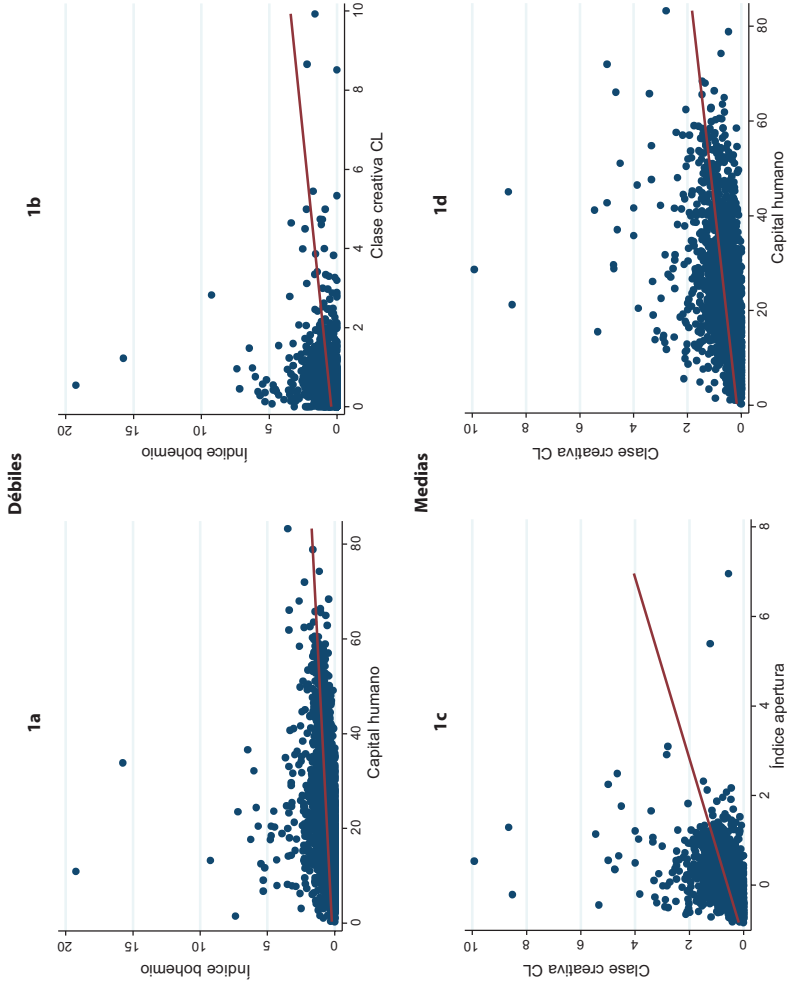 Débiles
1a
20
15
10
5
0
Índice bohemio
0 20 40 60 80
Capital humano
1b
20
15
10
5
0
Índice bohemio
0 2 4 6 8 10
Clase creativa CL
Medias
1c
10
8
6
4
2
0
Clase creativa CL
0 2 4 6 8
Índice apertura
1d
10
8
6
4
2
0
Clase creativa CL
0 20 40 60 80
Capital humano